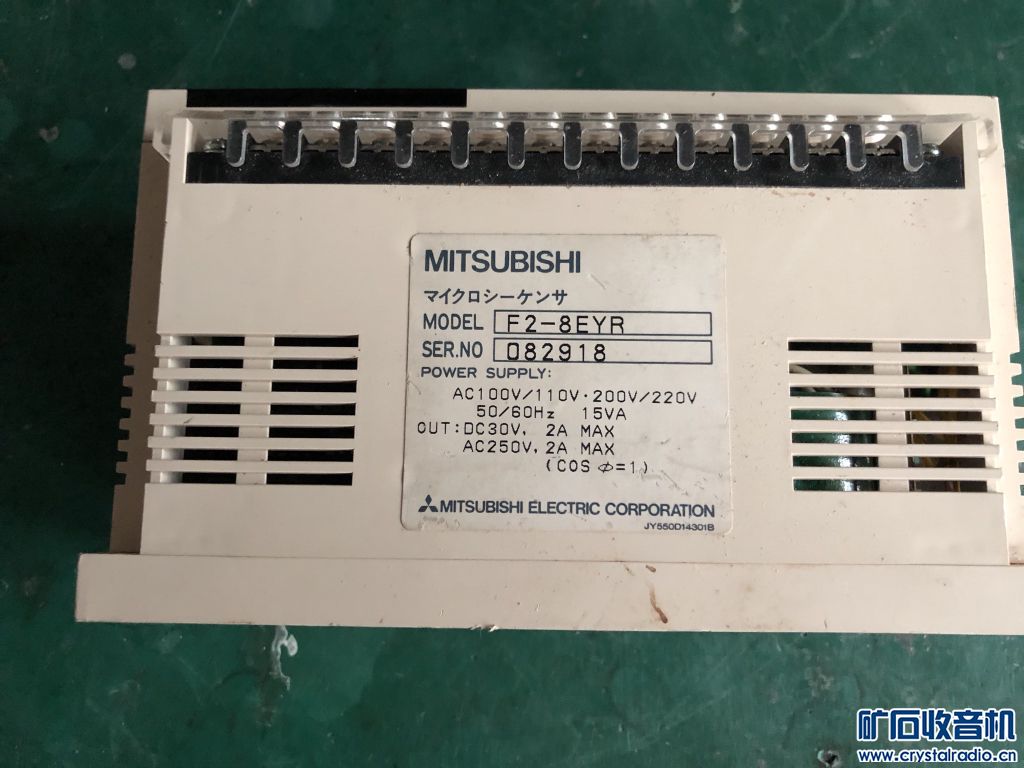 MITSUBISHI
マイクロシーケンサ
MODEL F2-8EYR
SER.NO 082918
POWER SUPPLY:
AC100V/110V·200V/220V
50/60Hz 15VA
OUT:DC30V, 2A MAX
AC250V, 2A MAX
(COS φ=1)
MITSUBISHI ELECTRIC CORPORATION
JY550D14301B
矿石收音机
www.crystalradio.cn